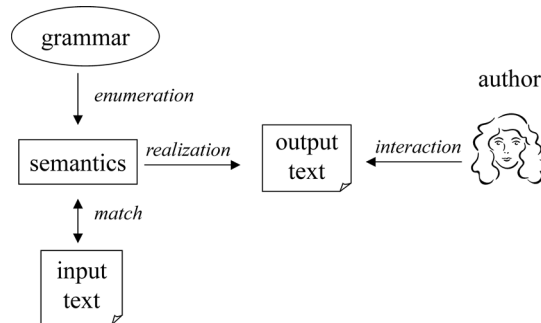 grammar
enumeration
author
semantics
realization
output
text
interaction
match
input
text